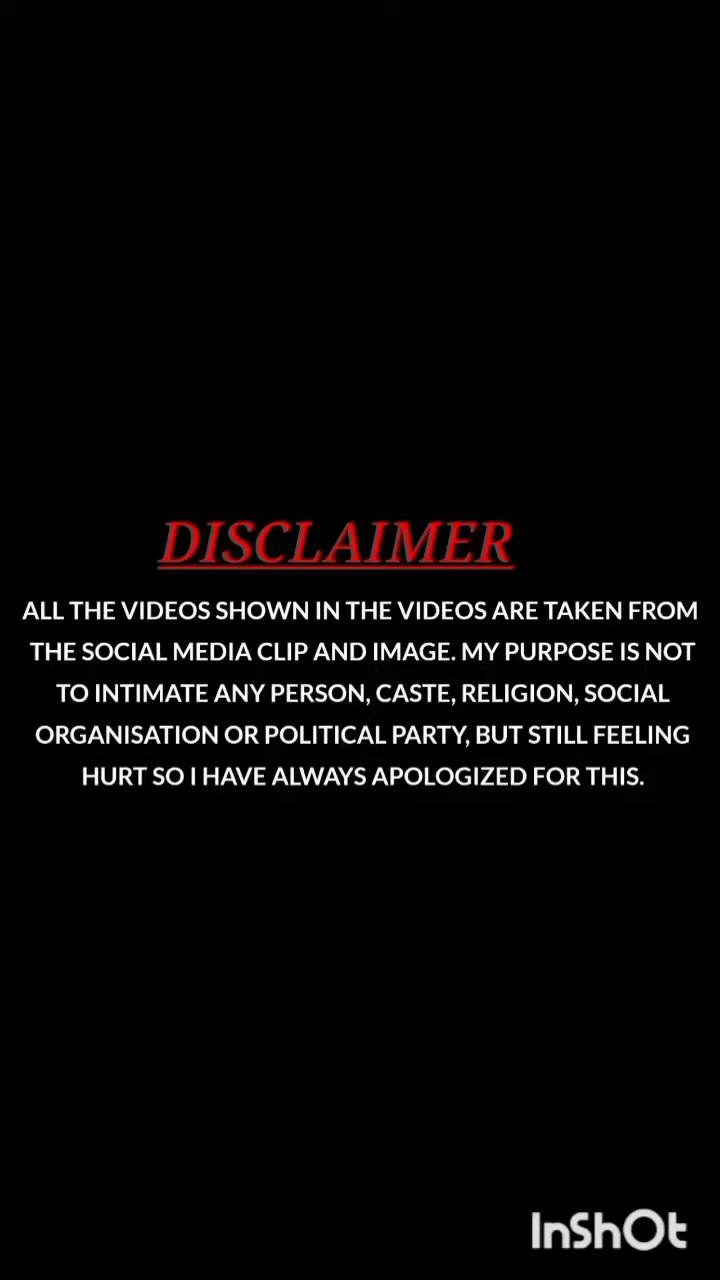 DISCLAIMER
ALL THE VIDEOS SHOWN IN THE VIDEOS ARE TAKEN FROM
THE SOCIAL MEDIA CLIP AND IMAGE. MY PURPOSE IS NOT
TO INTIMATE ANY PERSON, CASTE, RELIGION, SOCIAL
ORGANISATION OR POLITICAL PARTY, BUT STILL FEELING
HURT SO I HAVE ALWAYS APOLOGIZED FOR THIS.
InShOt